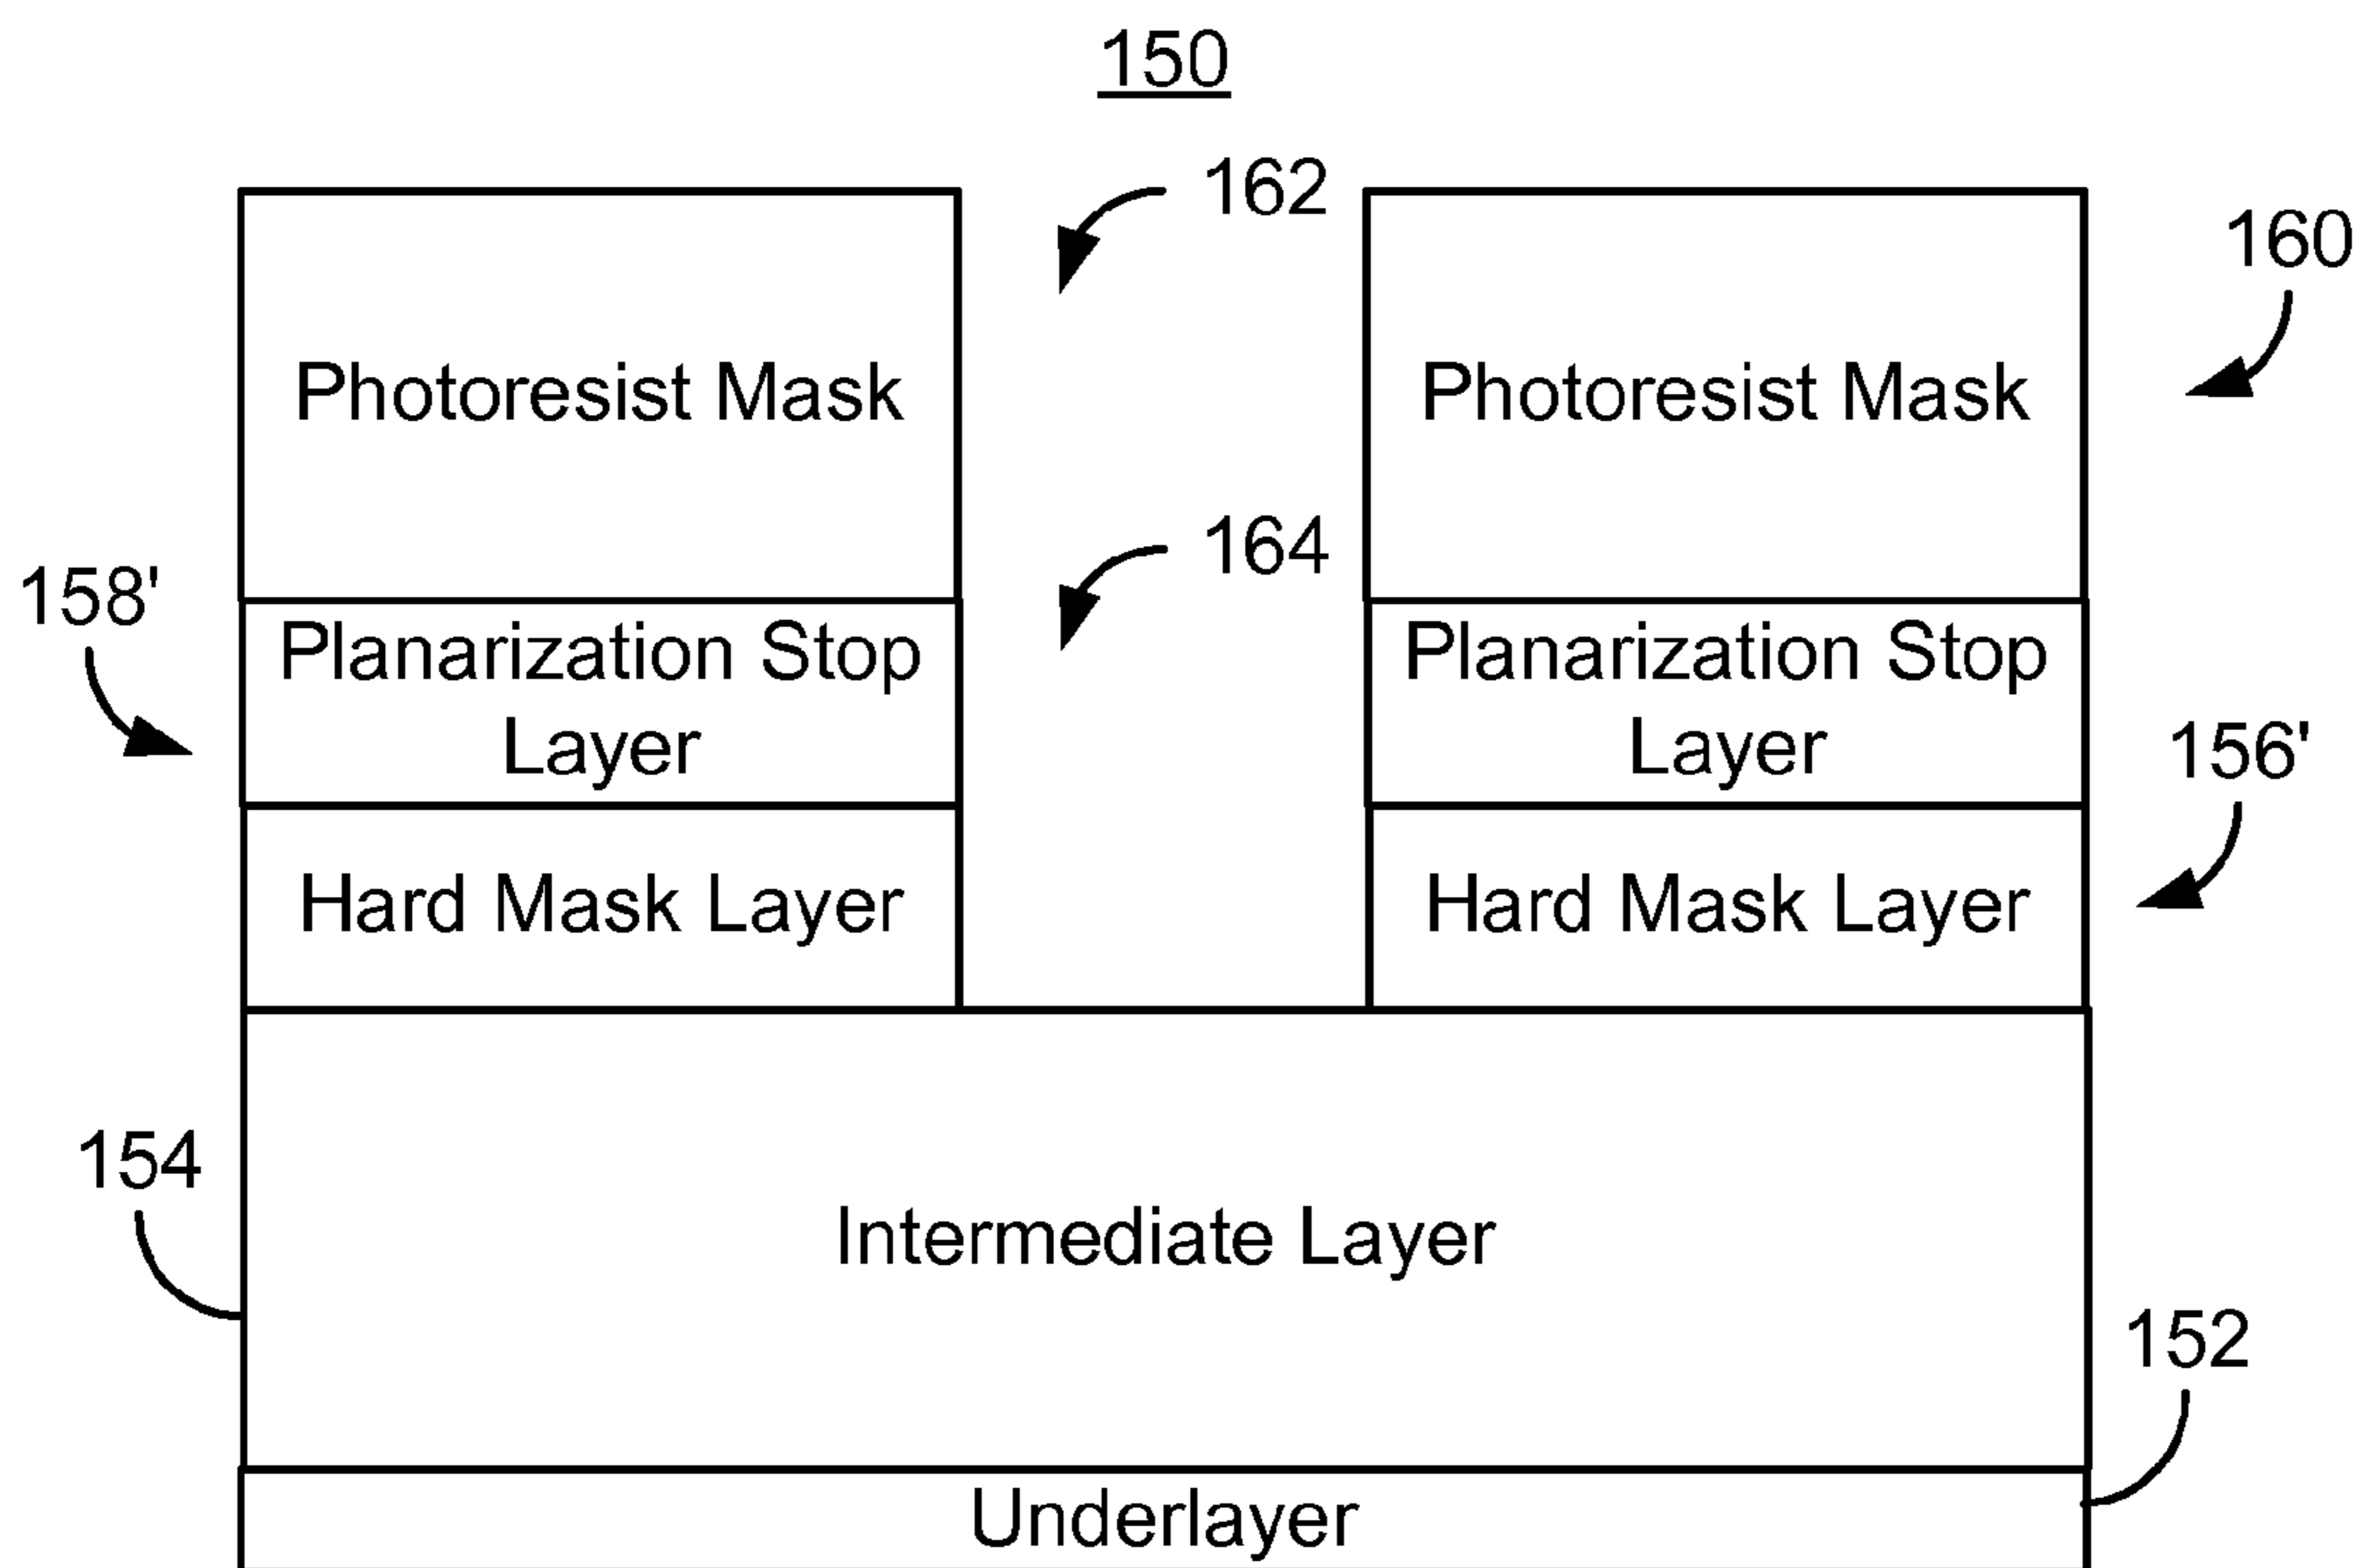 150
162
160
Photoresist Mask
Photoresist Mask
164
158'
Planarization Stop
Layer
Planarization Stop
Layer
156'
Hard Mask Layer
Hard Mask Layer
154
Intermediate Layer
152
Underlayer